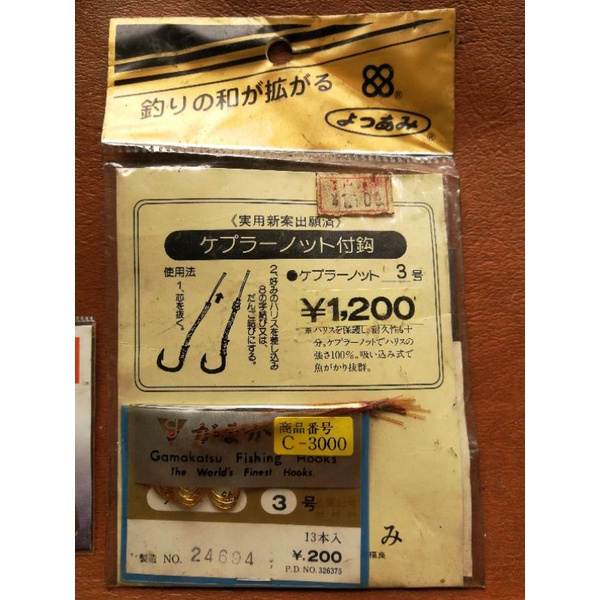 釣りの和が拡がる
®
よつあみ
®
《実用新案出願済》
ケプラーノット付鈎
使用法
1、芯を抜く。
2、好みのハリスを差し込み
8の字結び又は、
だんご結びにする。
●ケプラーノット 3号
¥1,200
※ハリスを保護し、耐久性も十
分。ケプラーノットでハリスの
強さ100%。吸い込み式で
魚がかり抜群。
がまかつ
商品番号
C-3000
Gamakatsu Fishing Hooks
The World's Finest Hooks.
3号
13本入
¥.200
製造 NO. 24694
P.D. NO. 326375
み